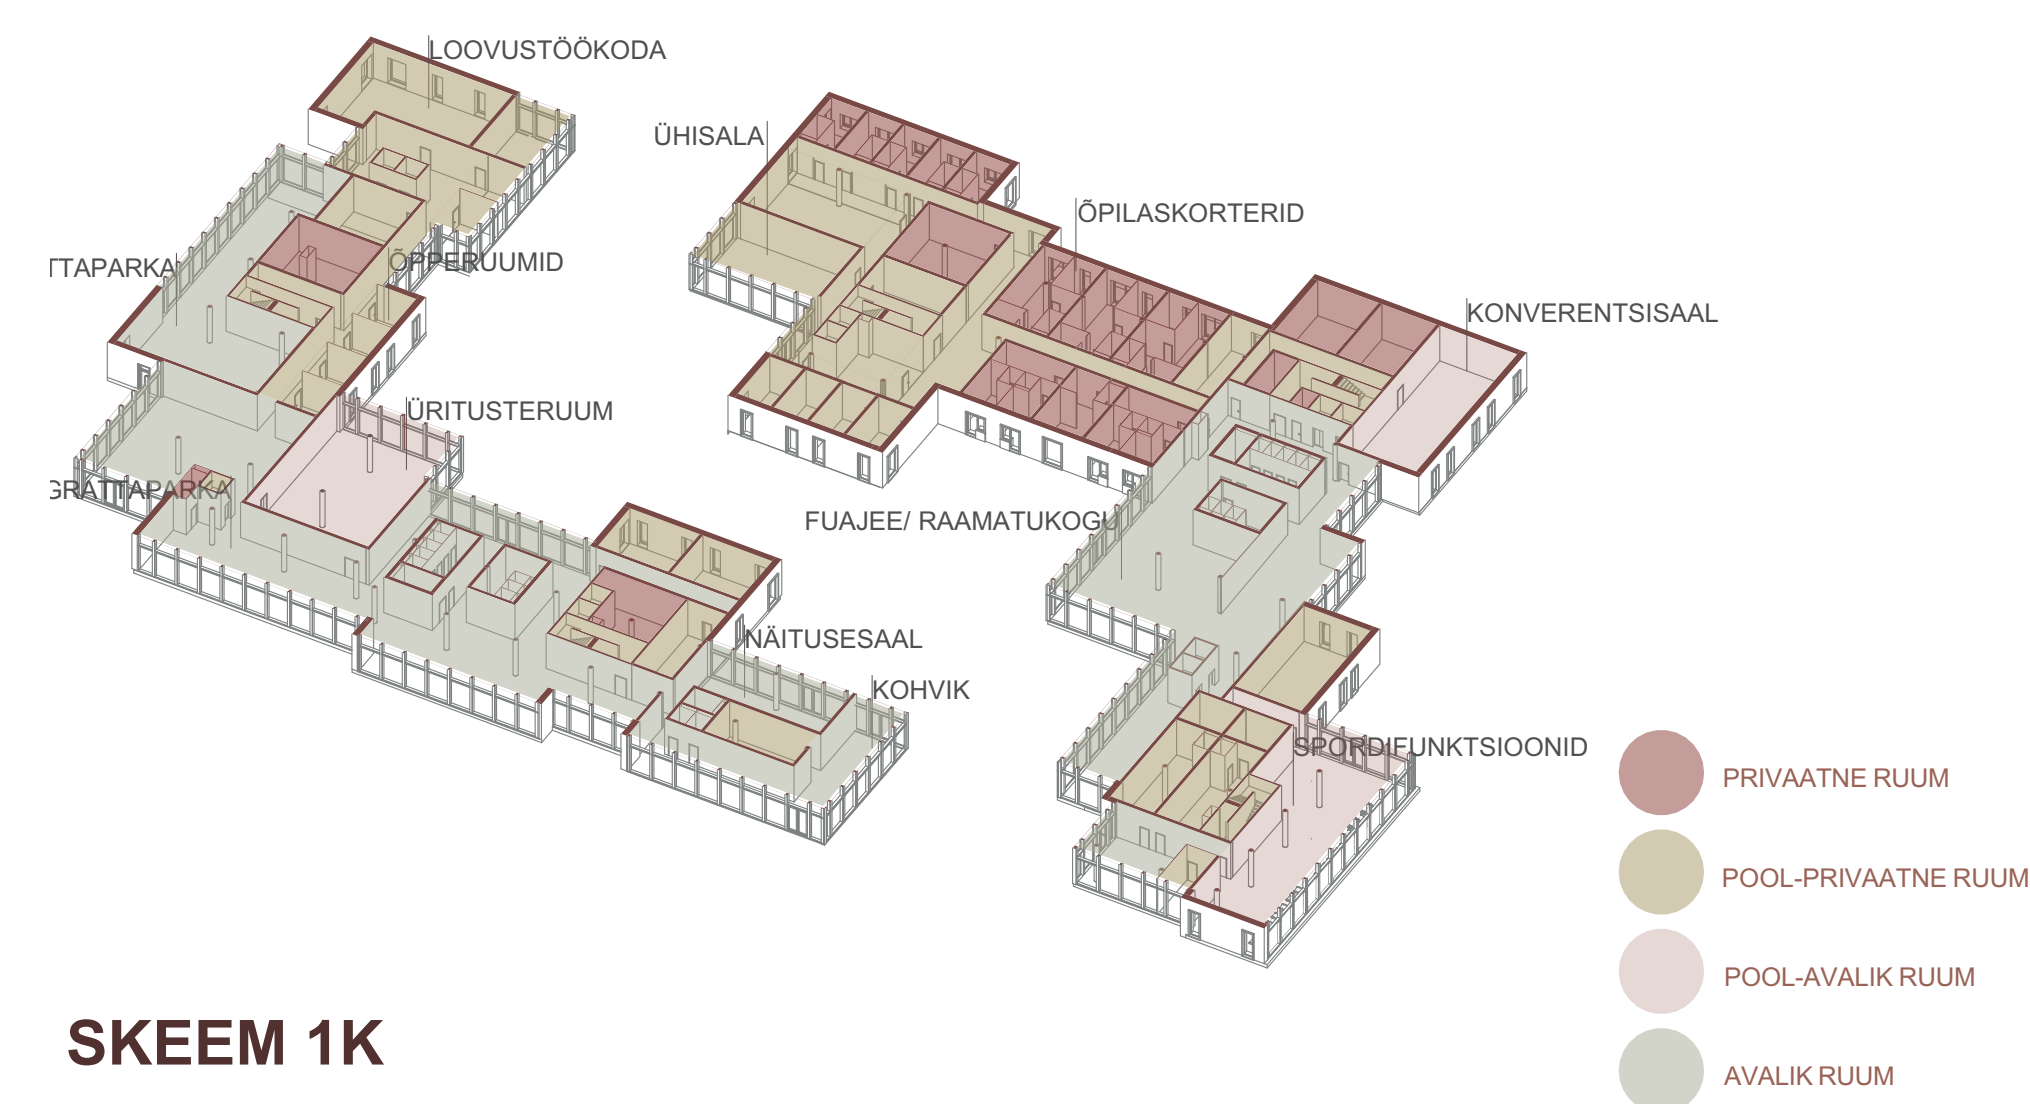 LOOVUSTÖÖKODA
ÜHISALA
ÕPILASKORTERID
TTAPARKA
ÕPPERUUMID
KONVERENTSISAAL
ÜRITUSTERUUM
GRATTAPARKA
FUAJEE/ RAAMATUKOGU
NÄITUSESAAL
KOHVIK
SPORDIFUNKTSIOONID
PRIVAATNE RUUM
POOL-PRIVAATNE RUUM
POOL-AVALIK RUUM
AVALIK RUUM
SKEEM 1K